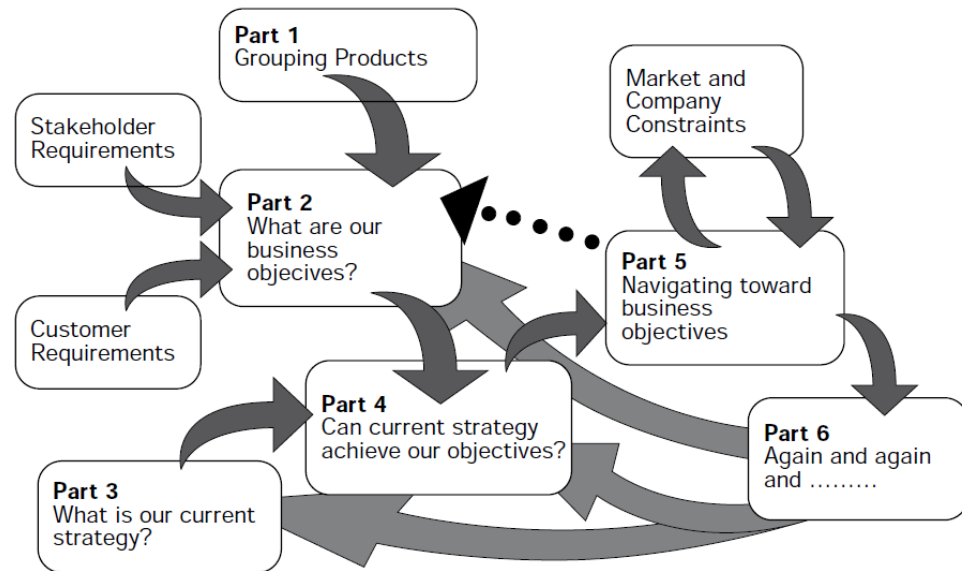 Part 1
Grouping Products
Market and
Company
Constraints
Stakeholder
Requirements
Part 2
What are our
business
objecives?
Part 5
Navigating toward
business
objectives
Customer
Requirements
Part 4
Can current strategy
achieve our objectives?
Part 6
Again and again
and .........
Part 3
What is our current
strategy?